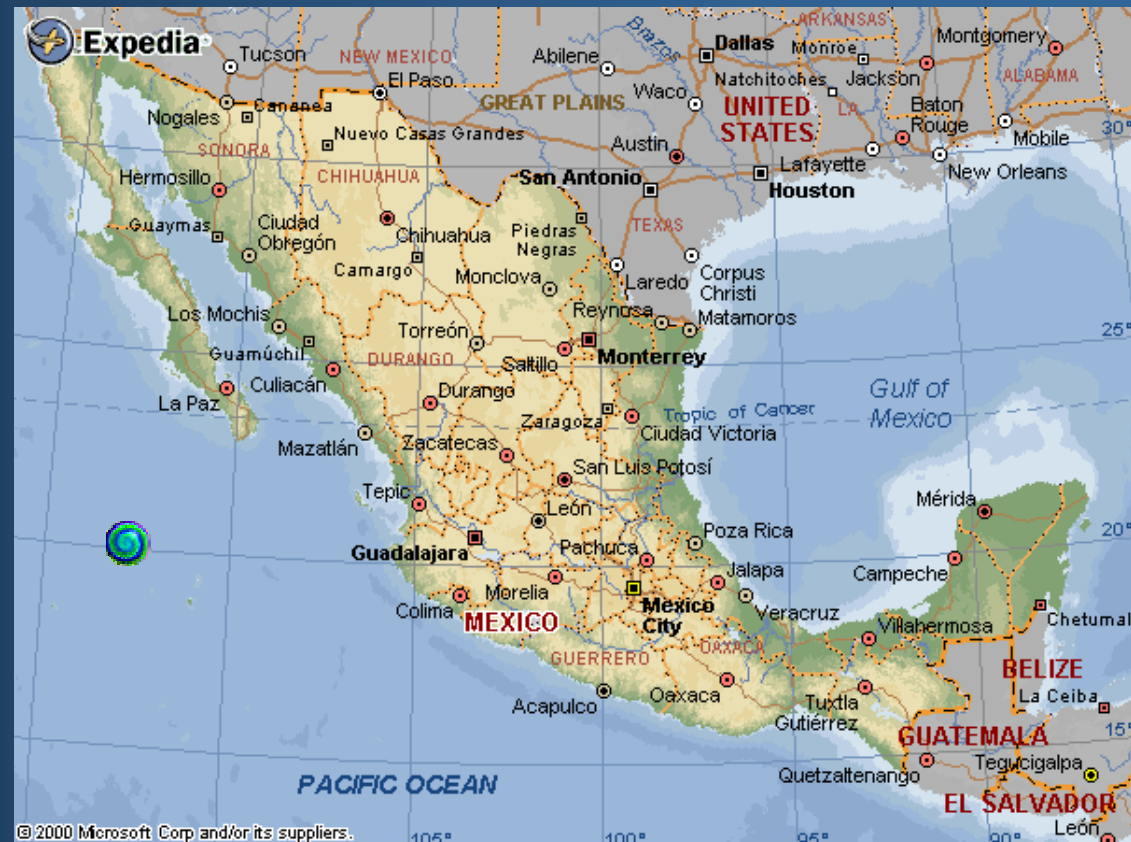 Expedia
ARKANSAS
Tucson
NEW MEXICO
Abilene
Brazos
Dallas
Monroe
Montgomery
El Paso
GREAT PLAINS
Waco
Natchitoches
Jackson
ALABAMA
Nogales
Cananea
UNITED
STATES
LA
Baton
Rouge
Mobile
30°
SONORA
Nuevo Casas Grandes
Austin
Lafayette
New Orleans
Hermosillo
CHIHUAHUA
San Antonio
Houston
Guaymas
Ciudad
Obregón
Chihuahua
Piedras
Negras
TEXAS
Camargo
Monclova
Laredo
Corpus
Christi
Los Mochis
Torreón
Reynosa
Matamoros
25°
Guamúchil
DURANGO
Saltillo
Monterrey
Culiacán
La Paz
Durango
Zaragoza
Tropic of Cancer
Gulf of
Mexico
Mazatlán
Zacatecas
Ciudad Victoria
San Luis Potosí
Tepic
León
Mérida
20°
Guadalajara
Pachuca
Poza Rica
Campeche
Colima
Morelia
Jalapa
MEXICO
Mexico
City
Veracruz
Villahermosa
Chetumal
GUERRERO
OAXACA
BELIZE
Acapulco
Oaxaca
Tuxtla
Gutiérrez
La Ceiba
GUATEMALA
15°
PACIFIC OCEAN
Quetzaltenango
Tegucigalpa
EL SALVADOR
León
© 2000 Microsoft Corp and/or its suppliers.
105°
100°
95°
90°